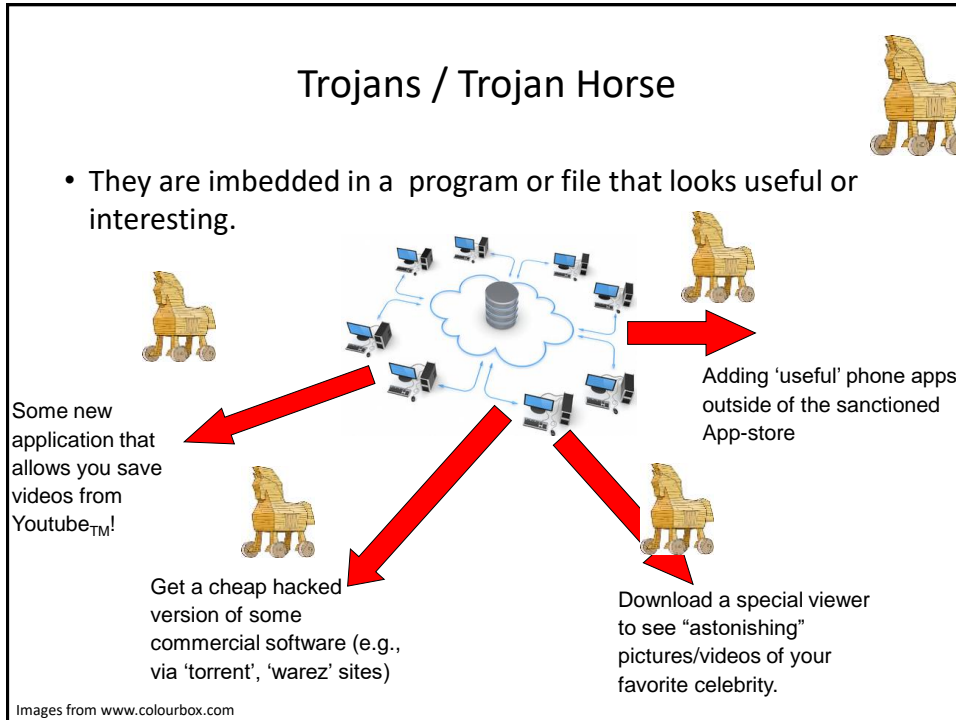 Trojans / Trojan Horse
• They are imbedded in a program or file that looks useful or
interesting.
Some new
application that
allows you save
videos from
YoutubeTM!
Get a cheap hacked
version of some
commercial software (e.g.,
via ‘torrent’, ‘warez’ sites)
Download a special viewer
to see “astonishing”
pictures/videos of your
favorite celebrity.
Adding ‘useful’ phone apps
outside of the sanctioned
App-store
Images from www.colourbox.com